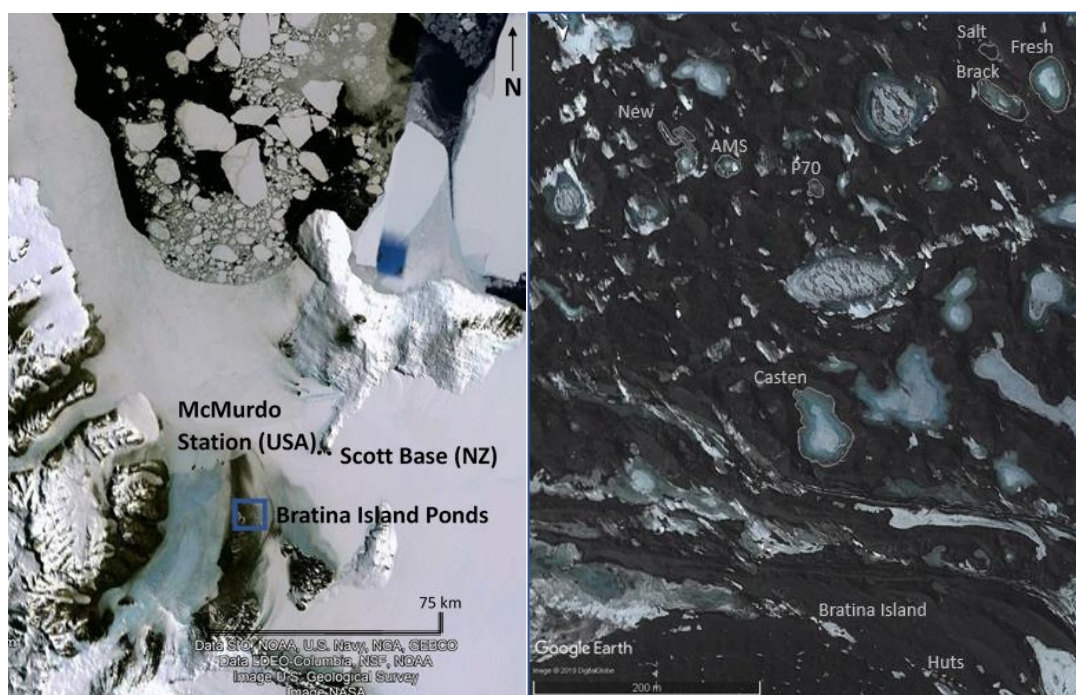 N
McMurdo
Station (USA)
Scott Base (NZ)
Bratina Island Ponds
75 km
Data SIO, NOAA, U.S. Navy, NGA, GEBCO
Data LDEO-Columbia, NSF, NOAA
Image U.S. Geological Survey
Image NASA
Salt
Fresh
Brack
New
AMS
P70
Casten
Bratina Island
Google Earth
Huts
Image © 2019 DigitalGlobe
200 m